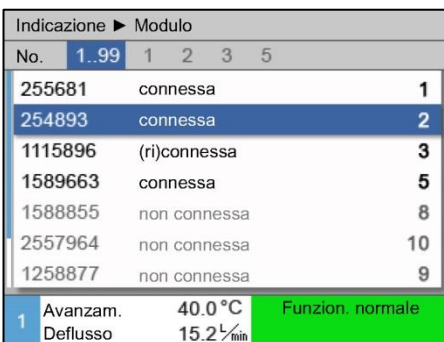 Indicazione ► Modulo
No. 1..99 1 2 3 5
255681 connessa 1
254893 connessa 2
1115896 (ri)connessa 3
1589663 connessa 5
1588855 non connessa 8
2557964 non connessa 10
1258877 non connessa 9
1 Avanzam. 40.0 °C Funzion. normale
Deflusso 15.2 L/min